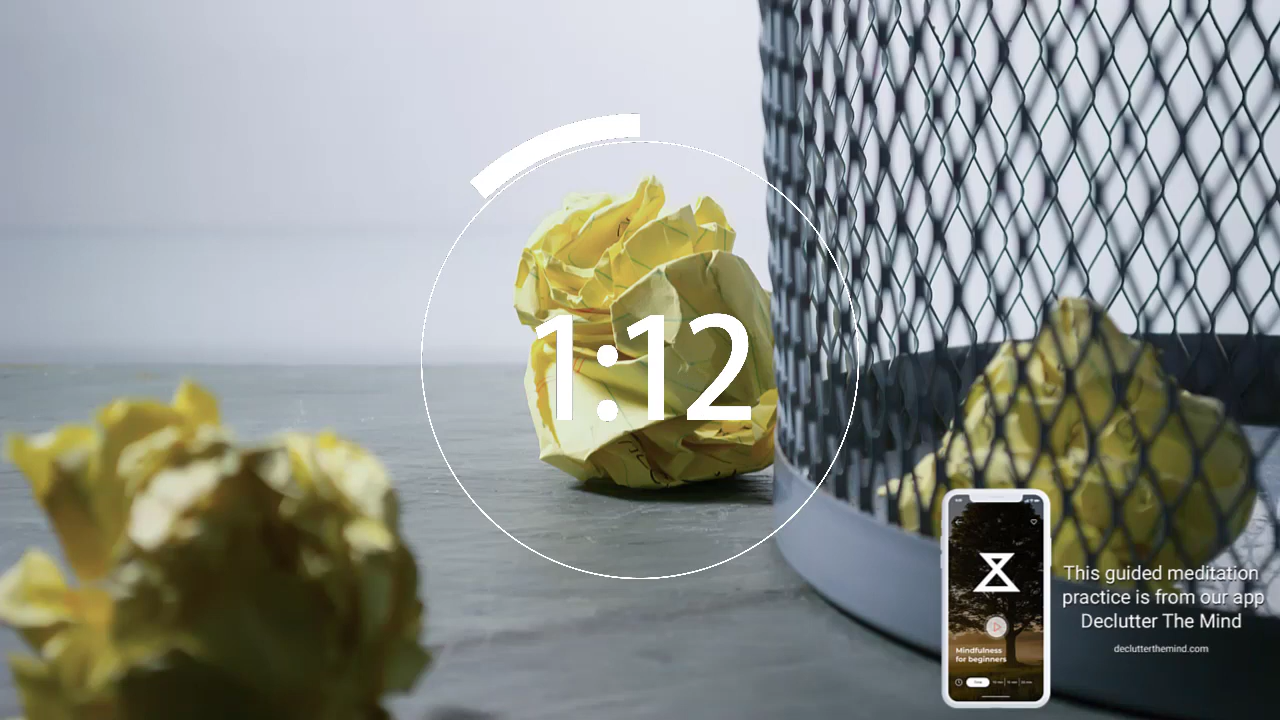 1:12
This guided meditation
practice is from our app
Declutter The Mind
declutterthemind.com
Mindfulness
for beginners